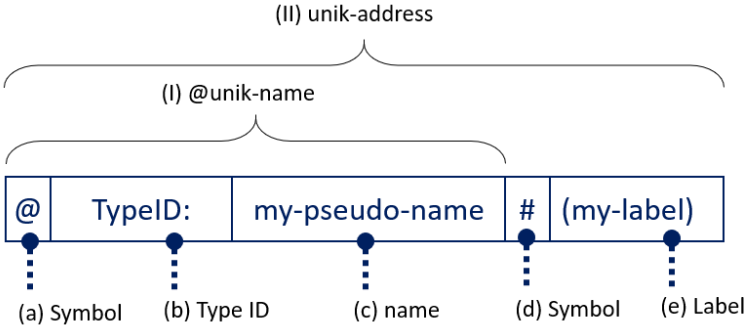 (II) unik-address
(I) @unik-name
@ TypeID: my-pseudo-name # (my-label)
(a) Symbol (b) Type ID (c) name (d) Symbol (e) Label